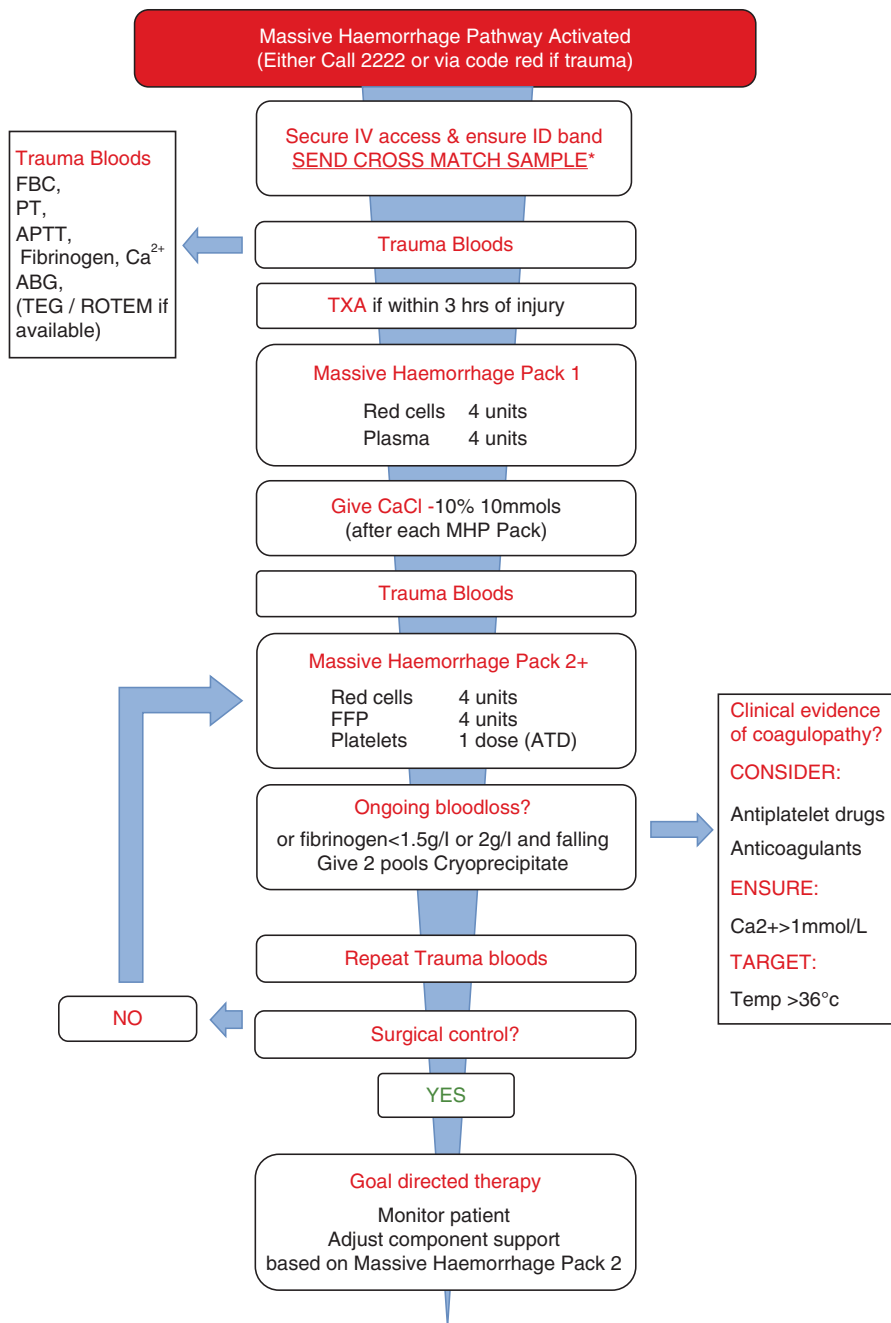 Massive Haemorrhage Pathway Activated
(Either Call 2222 or via code red if trauma)
Secure IV access & ensure ID band
SEND CROSS MATCH SAMPLE*
Trauma Bloods
FBC,
PT,
APTT,
Fibrinogen, Ca²⁺
ABG,
(TEG / ROTEM if
available)
Trauma Bloods
TXA if within 3 hrs of injury
Massive Haemorrhage Pack 1
Red cells 4 units
Plasma 4 units
Give CaCl -10% 10mmols
(after each MHP Pack)
Trauma Bloods
Massive Haemorrhage Pack 2+
Red cells 4 units
FFP 4 units
Platelets 1 dose (ATD)
Ongoing bloodloss?
or fibrinogen<1.5g/l or 2g/l and falling
Give 2 pools Cryoprecipitate
Clinical evidence
of coagulopathy?
CONSIDER:
Antiplatelet drugs
Anticoagulants
ENSURE:
Ca2+>1mmol/L
TARGET:
Temp >36°c
Repeat Trauma bloods
Surgical control?
NO
YES
Goal directed therapy
Monitor patient
Adjust component support
based on Massive Haemorrhage Pack 2